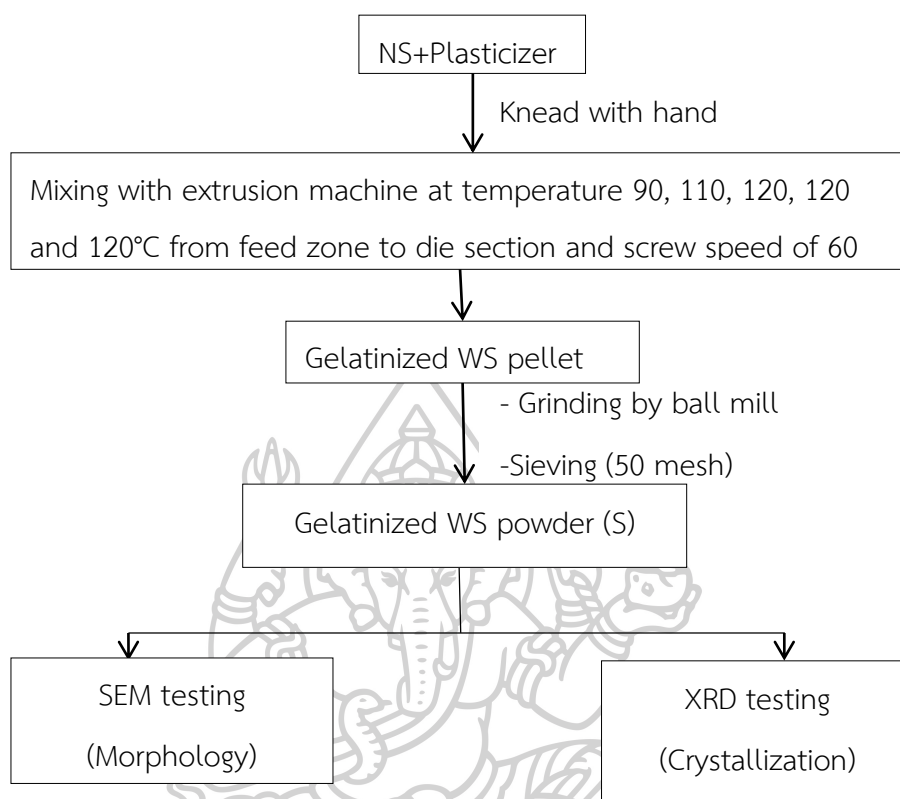 NS+Plasticizer
Knead with hand
Mixing with extrusion machine at temperature 90, 110, 120, 120
and 120°C from feed zone to die section and screw speed of 60
Gelatinized WS pellet
- Grinding by ball mill
-Sieving (50 mesh)
Gelatinized WS powder (S)
SEM testing
(Morphology)
XRD testing
(Crystallization)